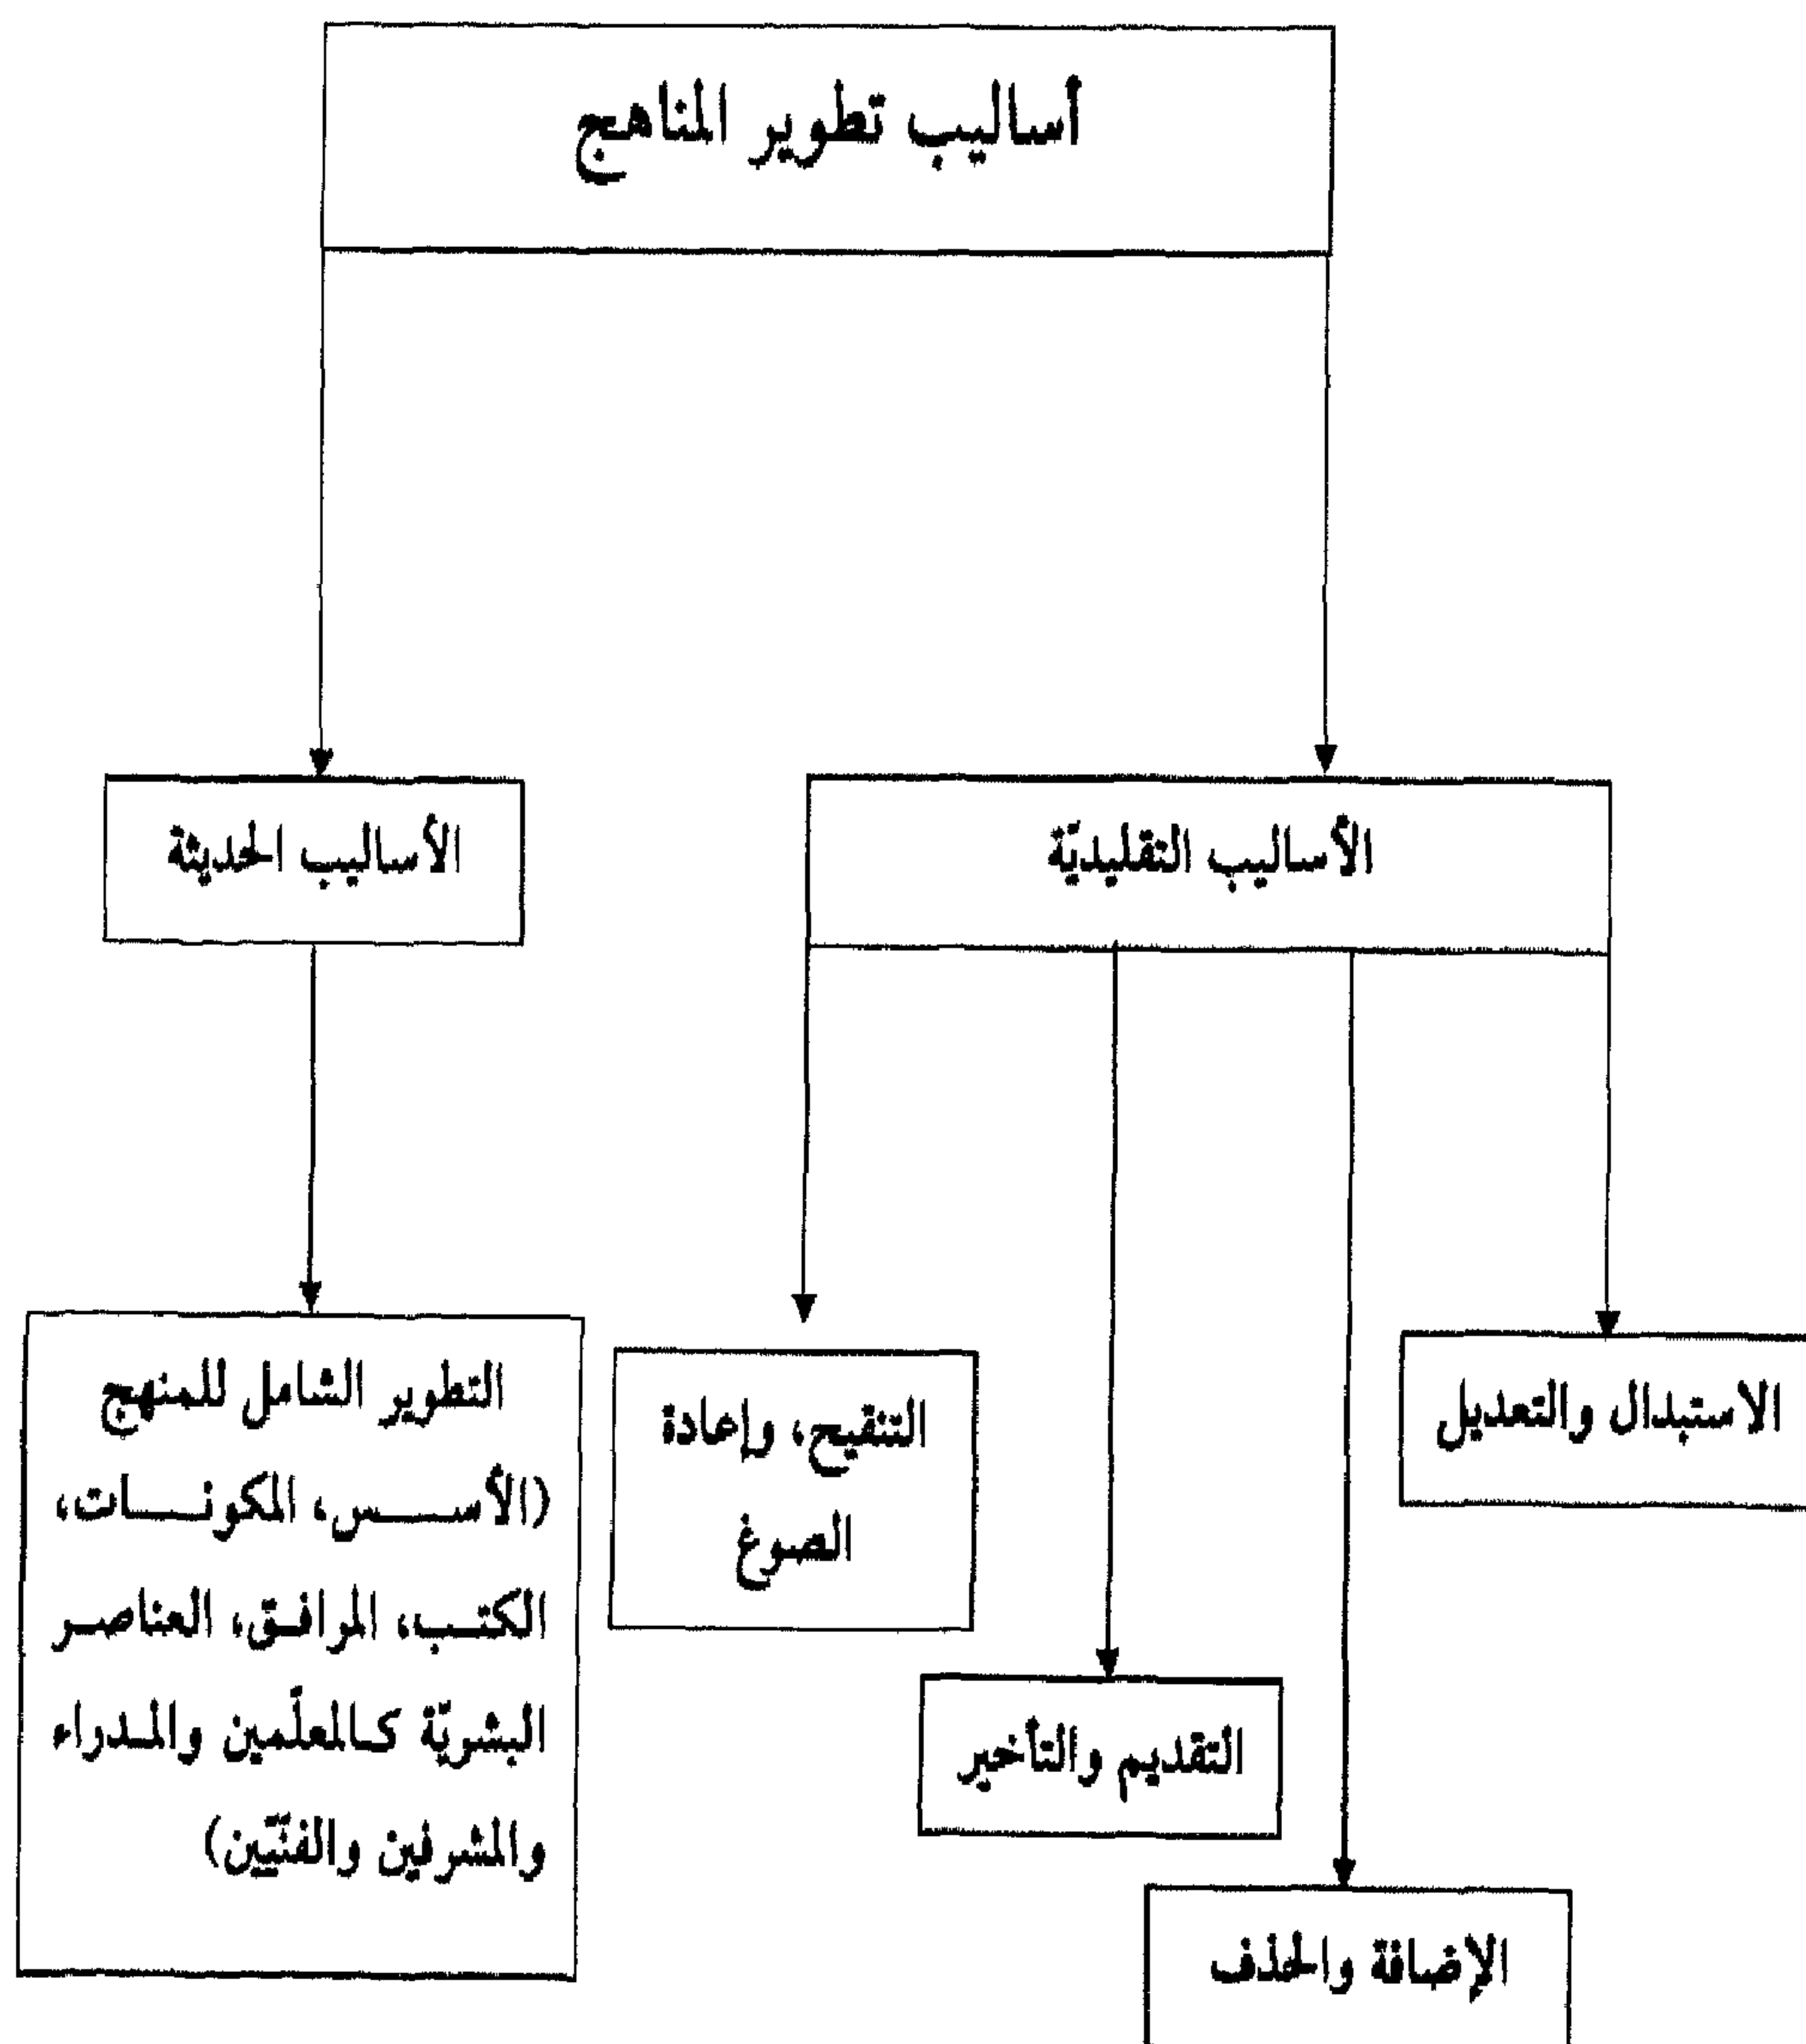 أساليب تطوير المناهج
الأساليب التقليديّة
الأساليب الحديثة
الاستبدال والتعديل
الإضافة والحذف
التقديم والتأخير
التنقيح، وإعادة
الصوغ
التطوير الشامل للمنهج
(الأسس، المكونات،
الكتب، المرافق، العناصر
البشريّة كالمعلّمين والمدراء
والمشرفين والفنّيّين)